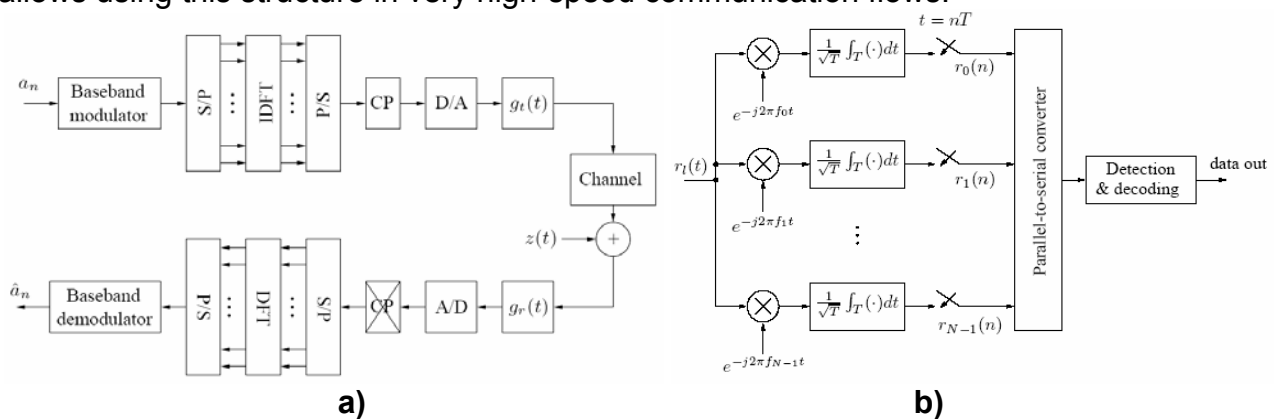 allows using this structure in very high speed communication flows.
a_n
Baseband
modulator
S/P
IDFT
P/S
CP
D/A
g_t(t)
Channel
z(t)
+
g_r(t)
A/D
CP
S/P
DFT
P/S
Baseband
demodulator
â_n
a)
t = nT
r_l(t)
e^{-j2πf_0t}
1/√T ∫_T(·)dt
r_0(n)
e^{-j2πf_1t}
1/√T ∫_T(·)dt
r_1(n)
e^{-j2πf_{N-1}t}
1/√T ∫_T(·)dt
r_{N-1}(n)
Parallel-to-serial converter
Detection
& decoding
data out
b)